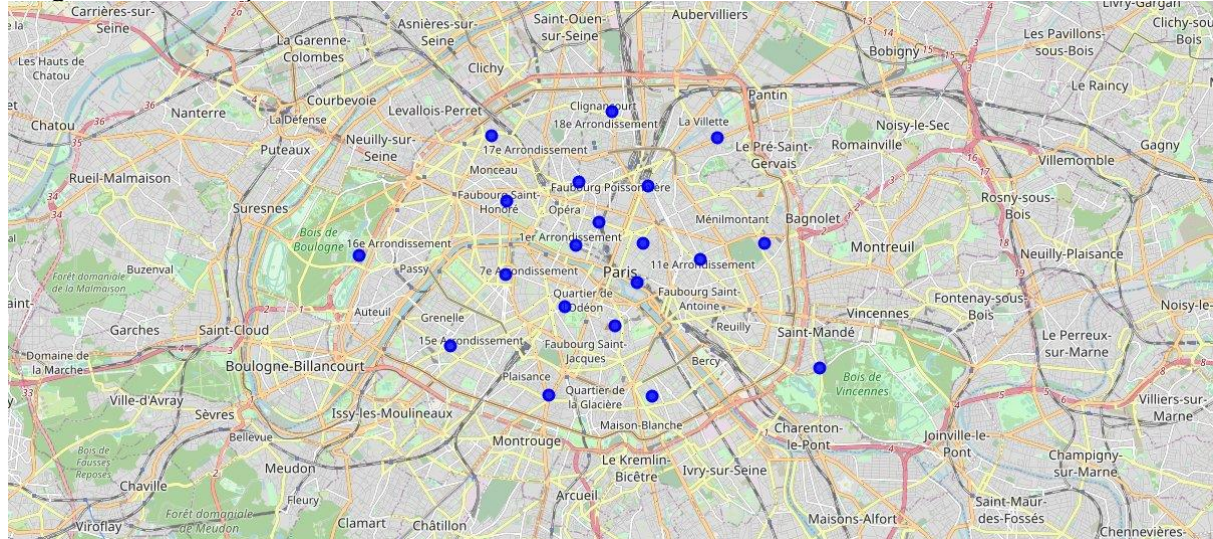 Carrières-sur-
Seine
Asnières-sur-
Seine
Saint-Ouen-
sur-Seine
Aubervilliers
Livry-Gargan
Clichy-sou
Bois
Les Pavillons-
sous-Bois
La Garenne-
Colombes
Bobigny
Les Hauts de
Chatou
Clichy
Le Raincy
Courbevoie
Nanterre
La Défense
Levallois-Perret
Clignancourt
18e Arrondissement
La Villette
Pantin
Chatou
Noisy-le-Sec
Puteaux
Neuilly-sur-
Seine
17e Arrondissement
Le Pré-Saint-
Gervais
Romainville
Gagny
Villemomble
Rueil-Malmaison
Monceau
Faubourg Poissonnière
Faubourg Saint-
Honoré
Opéra
Suresnes
Ménilmontant
Bagnolet
Rosny-sous-
Bois
Bois de
Boulogne
16e Arrondissement
1er Arrondissement
Montreuil
Neuilly-Plaisance
Buzenval
Forêt domaniale
de la Malmaison
Passy
7e Arrondissement
Paris
11e Arrondissement
aint-
Quartier de
l'Odéon
Faubourg Saint-
Antoine
Fontenay-sous-
Bois
Noisy-le-
Auteuil
Grenelle
Reuilly
Vincennes
Garches
Saint-Cloud
15e Arrondissement
Faubourg Saint-
Jacques
Saint-Mandé
Le Perreux-
sur-Marne
Domaine de
la Marche
Boulogne-Billancourt
Bercy
Plaisance
Bois de
Vincennes
Ville-d'Avray
Quartier de
la Glacière
Sèvres
Issy-les-Moulineaux
Maison-Blanche
Villiers-sur-
Marne
Bellevue
Montrouge
Charenton-
le-Pont
Joinville-le-
Pont
Bois de
Fausses
Reposes
Meudon
Le Kremlin-
Bicêtre
Ivry-sur-Seine
Champigny-
sur-Marne
Chaville
Fleury
Arcueil
Saint-Maur-
des-Fossés
Viroflay
Forêt domaniale
de Meudon
Clamart
Châtillon
Maisons-Alfort
Chennevières-